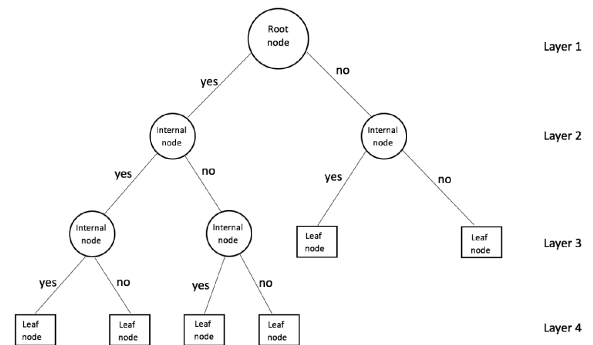 Root
node
Layer 1
yes
no
Internal
node
Internal
node
Layer 2
yes
no
yes
no
Internal
node
Internal
node
Leaf
node
Leaf
node
Layer 3
yes
no
yes
no
Leaf
node
Leaf
node
Leaf
node
Leaf
node
Layer 4